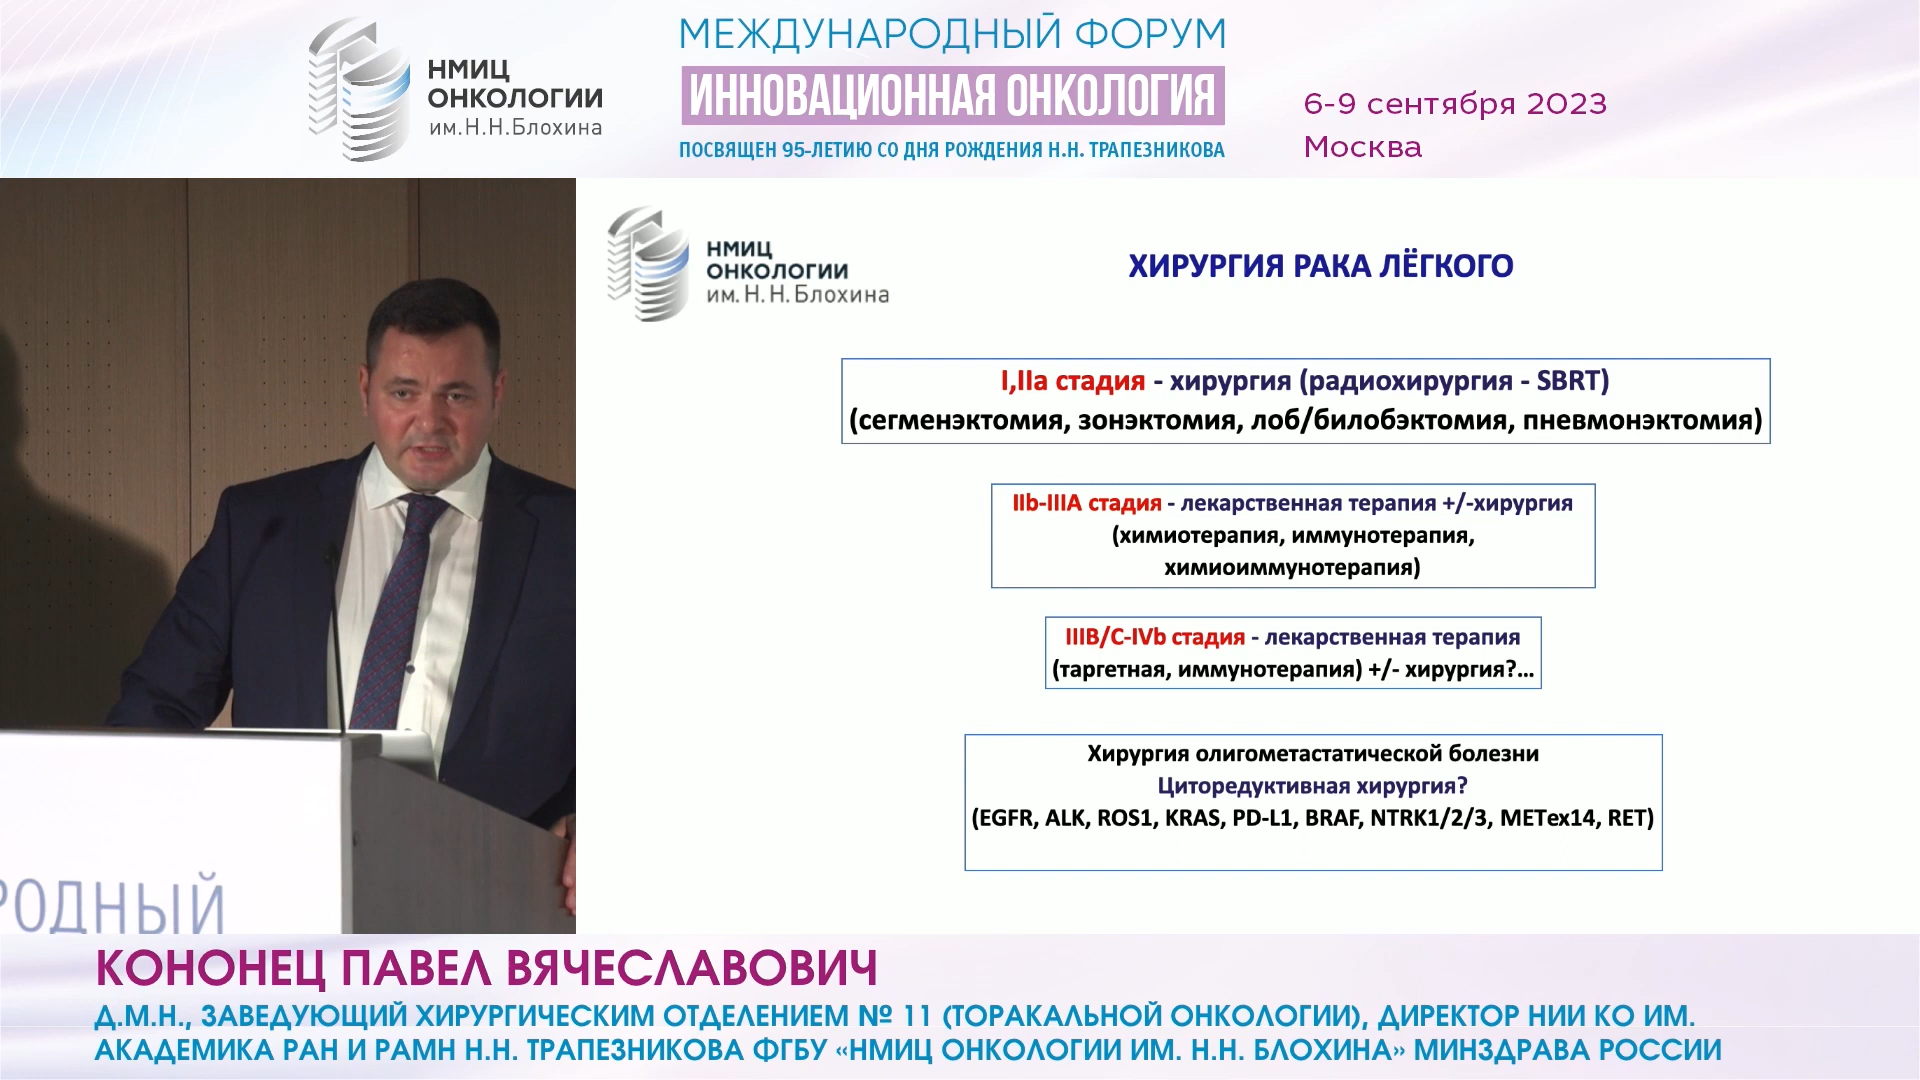 НМИЦ
ОНКОЛОГИИ
им.Н.Н.Блохина
МЕЖДУНАРОДНЫЙ ФОРУМ
ИННОВАЦИОННАЯ ОНКОЛОГИЯ
ПОСВЯЩЕН 95-ЛЕТИЮ СО ДНЯ РОЖДЕНИЯ Н.Н. ТРАПЕЗНИКОВА
6-9 сентября 2023
Москва
НМИЦ
ОНКОЛОГИИ
им. Н. Н. Блохина
ХИРУРГИЯ РАКА ЛЁГКОГО
I,IIa стадия - хирургия (радиохирургия - SBRT)
(сегменэктомия, зонэктомия, лоб/билобэктомия, пневмонэктомия)
IIb-IIIA стадия - лекарственная терапия +/-хирургия
(химиотерапия, иммунотерапия,
химиоиммунотерапия)
IIIB/C-IVb стадия - лекарственная терапия
(таргетная, иммунотерапия) +/- хирургия?...
Хирургия олигометастатической болезни
Циторедуктивная хирургия?
(EGFR, ALK, ROS1, KRAS, PD-L1, BRAF, NTRK1/2/3, METex14, RET)
РОДНЫЙ
КОНОНЕЦ ПАВЕЛ ВЯЧЕСЛАВОВИЧ
Д.М.Н., ЗАВЕДУЮЩИЙ ХИРУРГИЧЕСКИМ ОТДЕЛЕНИЕМ № 11 (ТОРАКАЛЬНОЙ ОНКОЛОГИИ), ДИРЕКТОР НИИ КО ИМ.
АКАДЕМИКА РАН И РАМН Н.Н. ТРАПЕЗНИКОВА ФГБУ «НМИЦ ОНКОЛОГИИ ИМ. Н.Н. БЛОХИНА» МИНЗДРАВА РОССИИ